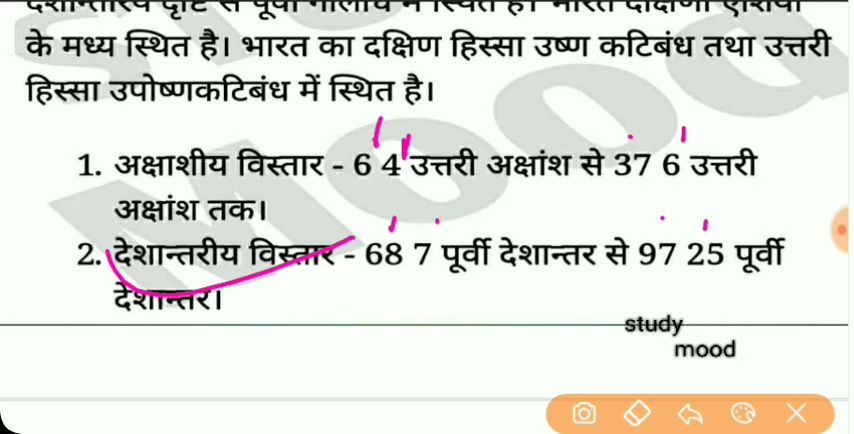 के मध्य स्थित है। भारत का दक्षिण हिस्सा उष्ण कटिबंध तथा उत्तरी
हिस्सा उपोष्णकटिबंध में स्थित है।
1. अक्षाशीय विस्तार - 6 4 उत्तरी अक्षांश से 37 6 उत्तरी
अक्षांश तक।
2. देशान्तरीय विस्तार - 68 7 पूर्वी देशान्तर से 97 25 पूर्वी
देशान्तर।
study
mood